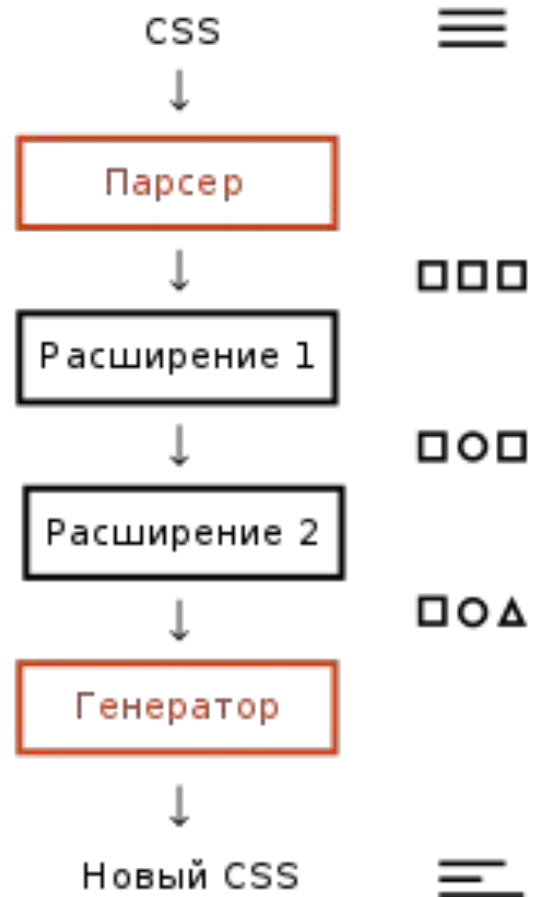 CSS
Парсер
Расширение 1
Расширение 2
Генератор
Новый CSS